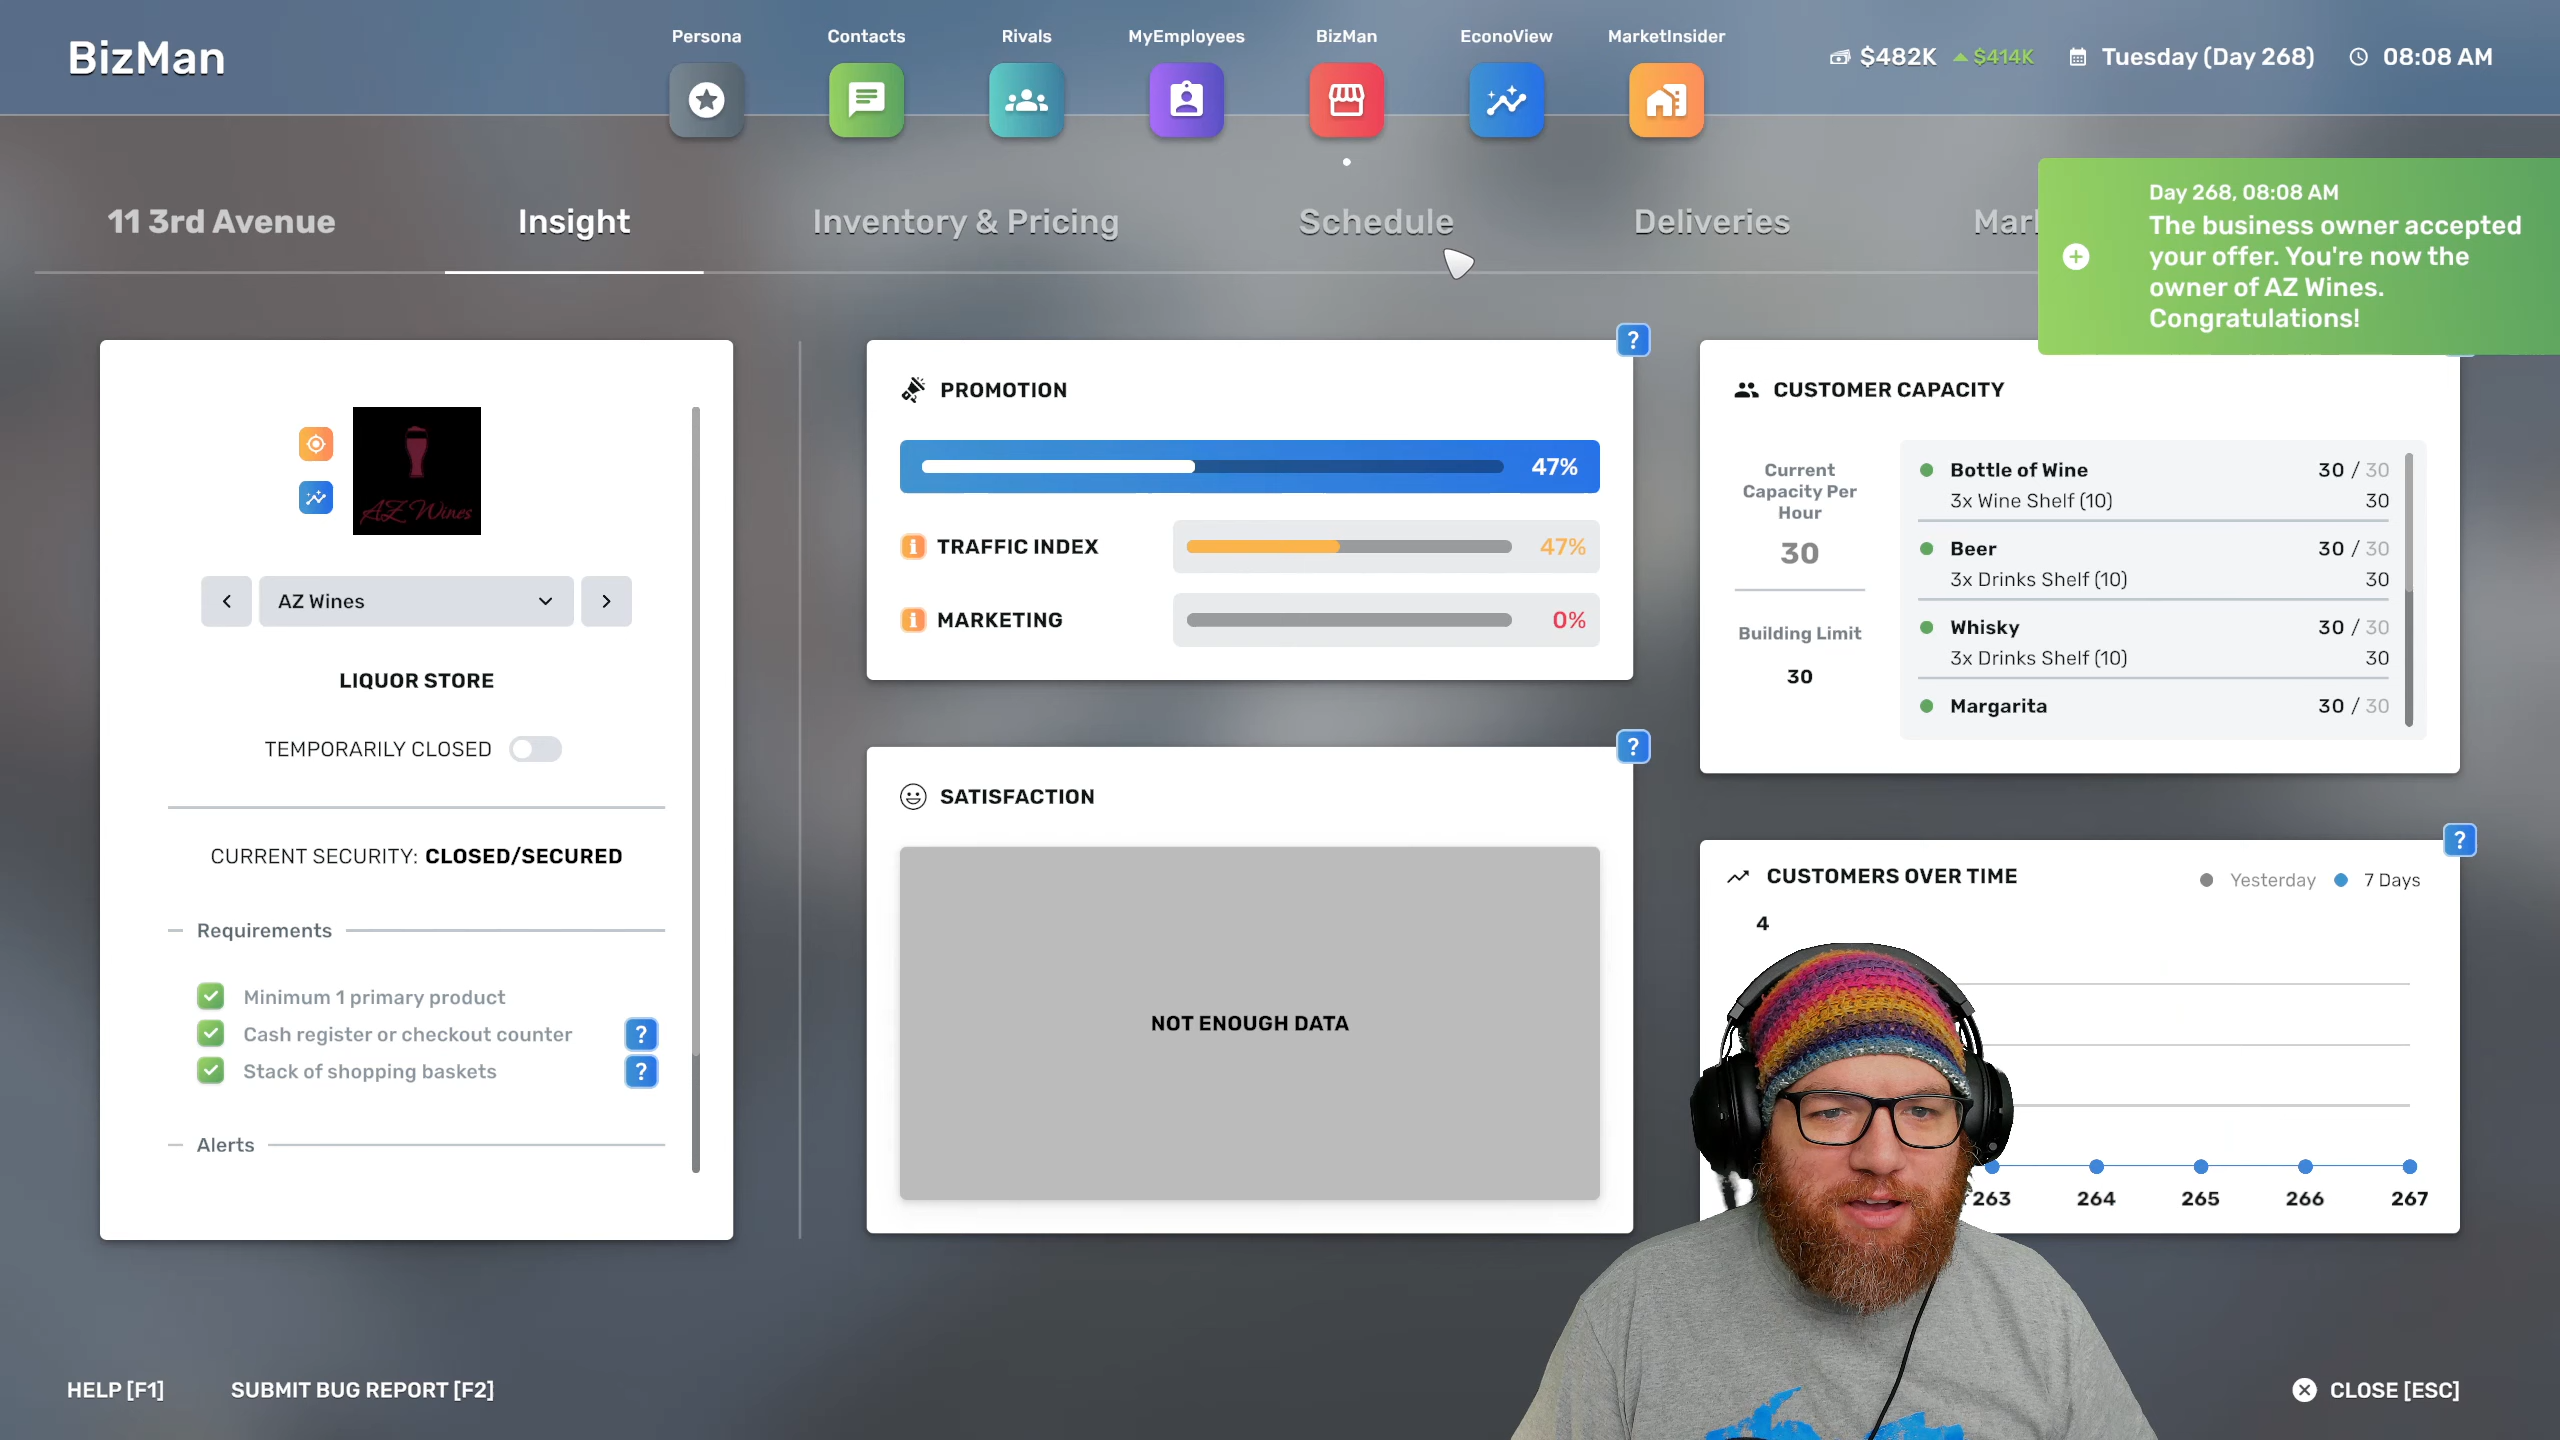 BizMan
Persona
Contacts
Rivals
MyEmployees
BizMan
EconoView
MarketInsider
$482K
$414K
Tuesday (Day 268)
08:08 AM
11 3rd Avenue
Insight
Inventory & Pricing
Schedule
Deliveries
Day 268, 08:08 AM
The business owner accepted
your offer. You're now the
owner of AZ Wines.
Congratulations!
AZ Wines
AZ Wines
LIQUOR STORE
TEMPORARILY CLOSED
CURRENT SECURITY: CLOSED/SECURED
Requirements
Minimum 1 primary product
Cash register or checkout counter
?
Stack of shopping baskets
?
Alerts
?
PROMOTION
47%
i
TRAFFIC INDEX
47%
i
MARKETING
0%
?
SATISFACTION
NOT ENOUGH DATA
CUSTOMER CAPACITY
Current
Capacity Per
Hour
30
Building Limit
30
Bottle of Wine
30 / 30
3x Wine Shelf (10)
30
Beer
30 / 30
3x Drinks Shelf (10)
30
Whisky
30 / 30
3x Drinks Shelf (10)
30
Margarita
30 / 30
?
CUSTOMERS OVER TIME
Yesterday
7 Days
4
263
264
265
266
267
HELP [F1]
SUBMIT BUG REPORT [F2]
CLOSE [ESC]